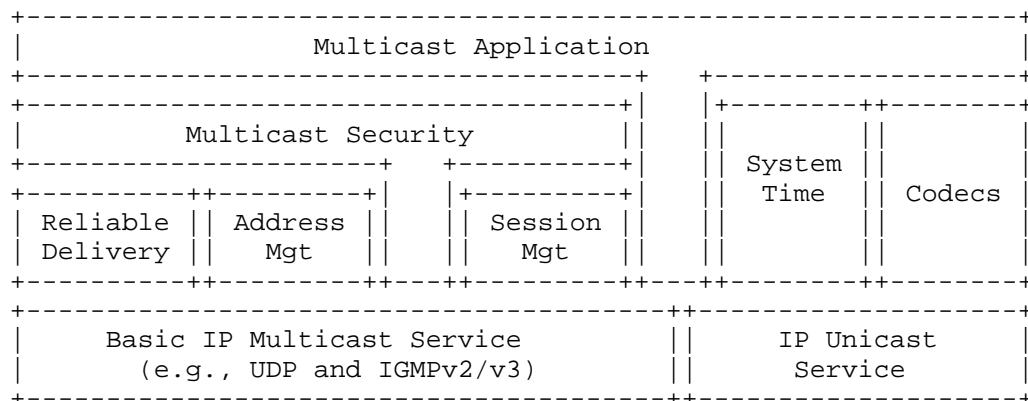 Multicast Application
Multicast Security
System
Time
Codecs
Reliable
Delivery
Address
Mgt
Session
Mgt
Basic IP Multicast Service
(e.g., UDP and IGMPv2/v3)
IP Unicast
Service